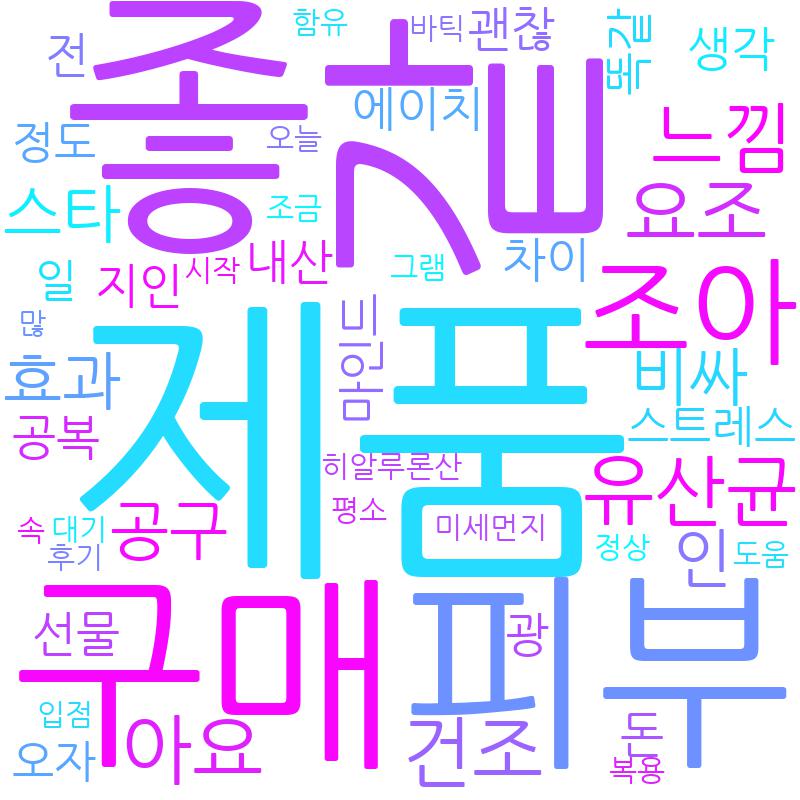 좋
같
제품
구매
피부
함유
바틱
괜찮
똑같
생각
전
에이치
정도
오늘
느낌
스타
조금
요조
일
지인
시작
내산
그램
차이
조아
많
효과
비싸
공복
스트레스
히알루론산
유산균
속
대기
공구
평소
미세먼지
후기
정상
인
도움
선물
광
입점
오자
아요
건조
돈
복용